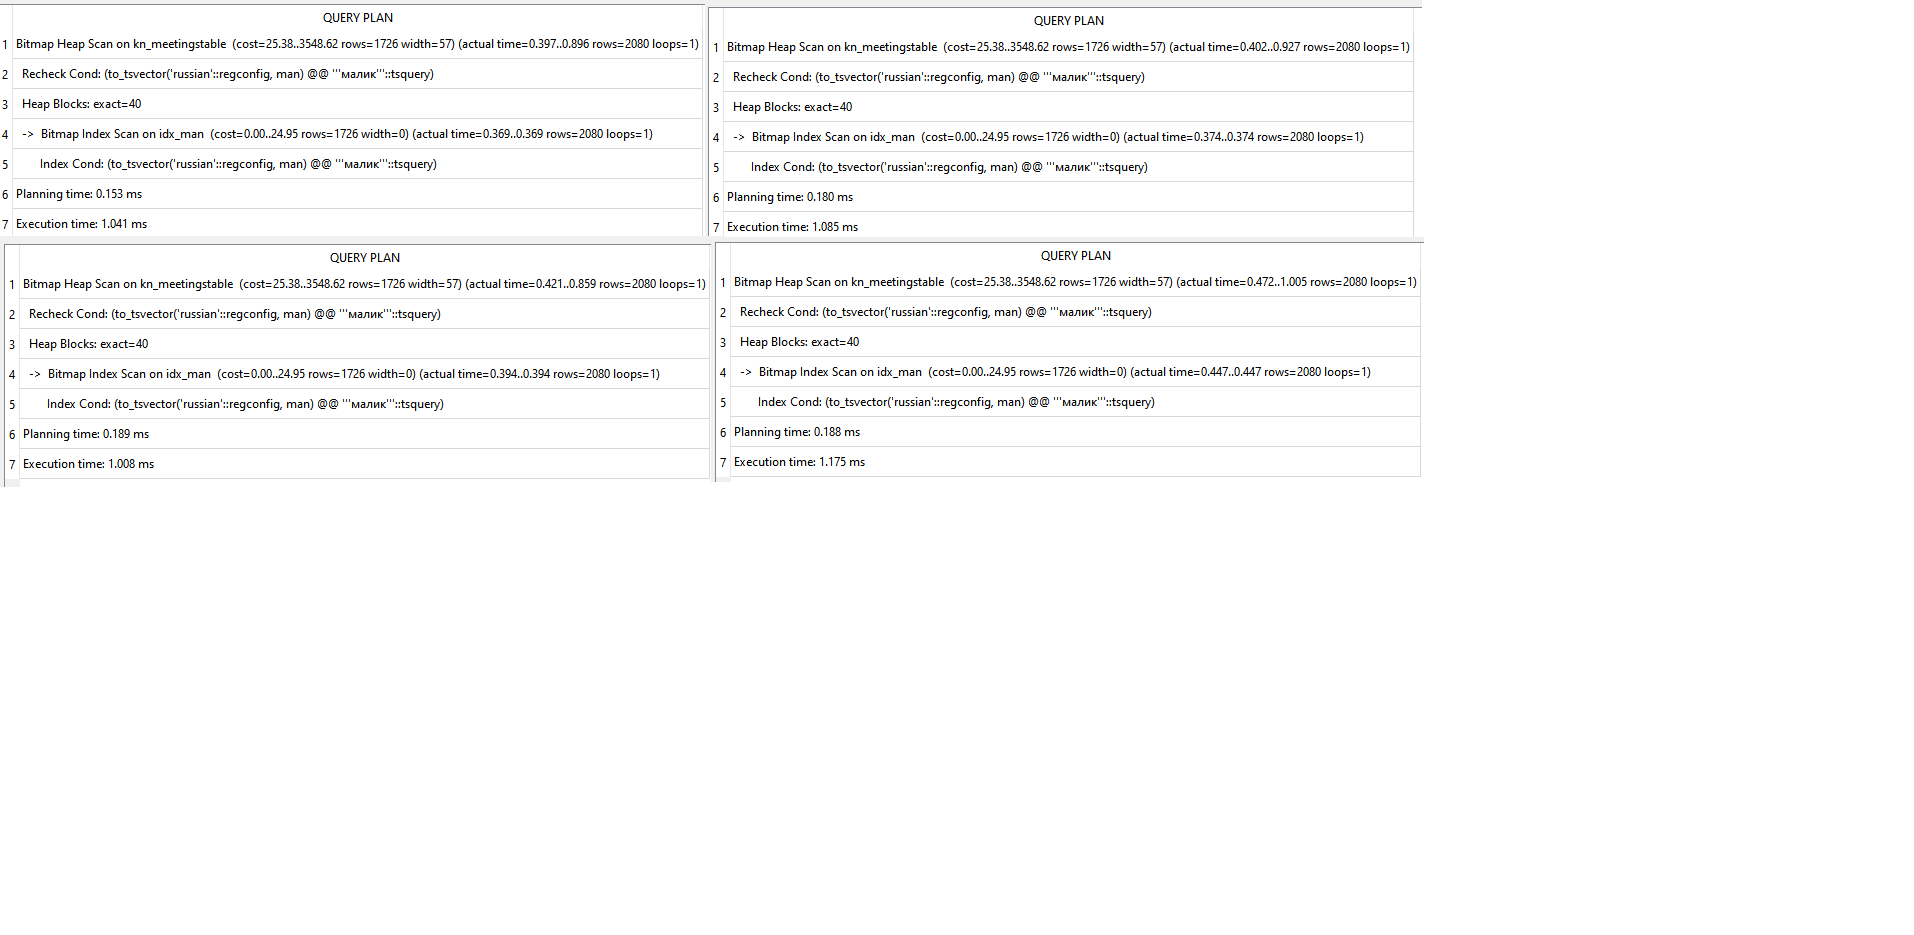 QUERY PLAN
1 Bitmap Heap Scan on kn_meetingstable (cost=25.38..3548.62 rows=1726 width=57) (actual time=0.397..0.896 rows=2080 loops=1)
2 Recheck Cond: (to_tsvector('russian'::regconfig, man) @@ '''малик'''::tsquery)
3 Heap Blocks: exact=40
4 -> Bitmap Index Scan on idx_man (cost=0.00..24.95 rows=1726 width=0) (actual time=0.369..0.369 rows=2080 loops=1)
5 Index Cond: (to_tsvector('russian'::regconfig, man) @@ '''малик'''::tsquery)
6 Planning time: 0.153 ms
7 Execution time: 1.041 ms
QUERY PLAN
1 Bitmap Heap Scan on kn_meetingstable (cost=25.38..3548.62 rows=1726 width=57) (actual time=0.402..0.927 rows=2080 loops=1)
2 Recheck Cond: (to_tsvector('russian'::regconfig, man) @@ '''малик'''::tsquery)
3 Heap Blocks: exact=40
4 -> Bitmap Index Scan on idx_man (cost=0.00..24.95 rows=1726 width=0) (actual time=0.374..0.374 rows=2080 loops=1)
5 Index Cond: (to_tsvector('russian'::regconfig, man) @@ '''малик'''::tsquery)
6 Planning time: 0.180 ms
7 Execution time: 1.085 ms
QUERY PLAN
1 Bitmap Heap Scan on kn_meetingstable (cost=25.38..3548.62 rows=1726 width=57) (actual time=0.421..0.859 rows=2080 loops=1)
2 Recheck Cond: (to_tsvector('russian'::regconfig, man) @@ '''малик'''::tsquery)
3 Heap Blocks: exact=40
4 -> Bitmap Index Scan on idx_man (cost=0.00..24.95 rows=1726 width=0) (actual time=0.394..0.394 rows=2080 loops=1)
5 Index Cond: (to_tsvector('russian'::regconfig, man) @@ '''малик'''::tsquery)
6 Planning time: 0.189 ms
7 Execution time: 1.008 ms
QUERY PLAN
1 Bitmap Heap Scan on kn_meetingstable (cost=25.38..3548.62 rows=1726 width=57) (actual time=0.472..1.005 rows=2080 loops=1)
2 Recheck Cond: (to_tsvector('russian'::regconfig, man) @@ '''малик'''::tsquery)
3 Heap Blocks: exact=40
4 -> Bitmap Index Scan on idx_man (cost=0.00..24.95 rows=1726 width=0) (actual time=0.447..0.447 rows=2080 loops=1)
5 Index Cond: (to_tsvector('russian'::regconfig, man) @@ '''малик'''::tsquery)
6 Planning time: 0.188 ms
7 Execution time: 1.175 ms